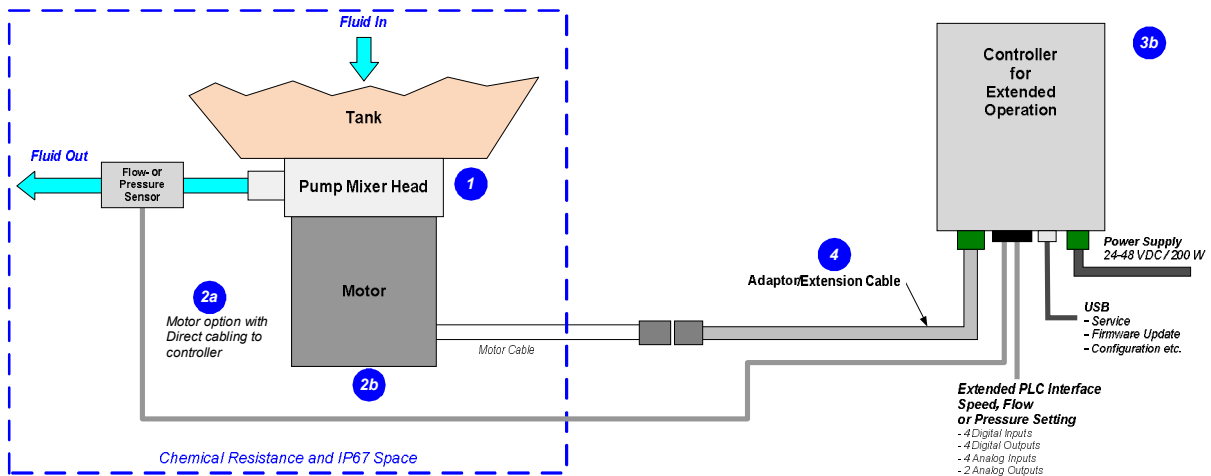 Fluid In
Tank
Fluid Out
Flow- or
Pressure
Sensor
Pump Mixer Head
1
Motor
2a
Motor option with
Direct cabling to
controller
2b
Motor Cable
Chemical Resistance and IP67 Space
4
Adaptor/Extension Cable
Controller
for
Extended
Operation
3b
Power Supply
24-48 VDC / 200 W
USB
- Service
- Firmware Update
- Configuration etc.
Extended PLC Interface
Speed, Flow
or Pressure Setting
- 4 Digital Inputs
- 4 Digital Outputs
- 4 Analog Inputs
- 2 Analog Outputs